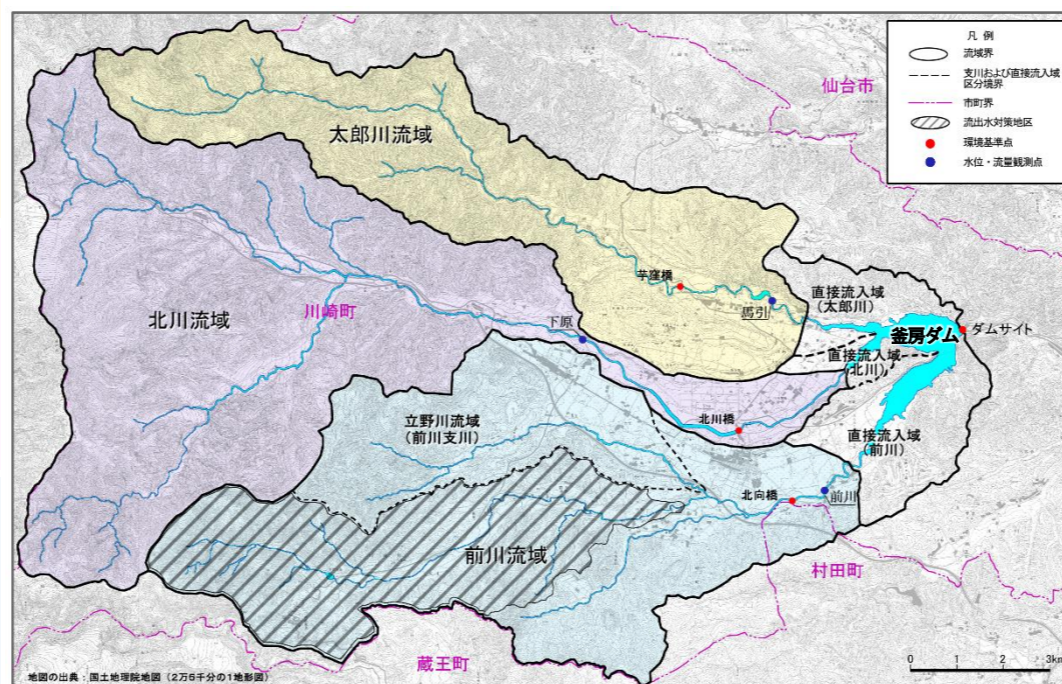 凡 例
流域界
支川および直接流入域
区分境界
市町界
流出水対策地区
環境基準点
水位・流量観測点
仙台市
太郎川流域
芋窪橋
馬引
直接流入域
(太郎川)
北川流域
川崎町
下原
釜房ダム
ダムサイト
直接流入域
(北川)
立野川流域
(前川支川)
北川橋
直接流入域
(前川)
北向橋
前川
前川流域
村田町
蔵王町
0 1 2 3km
地図の出典:国土地理院地図(2万5千分の1地形図)